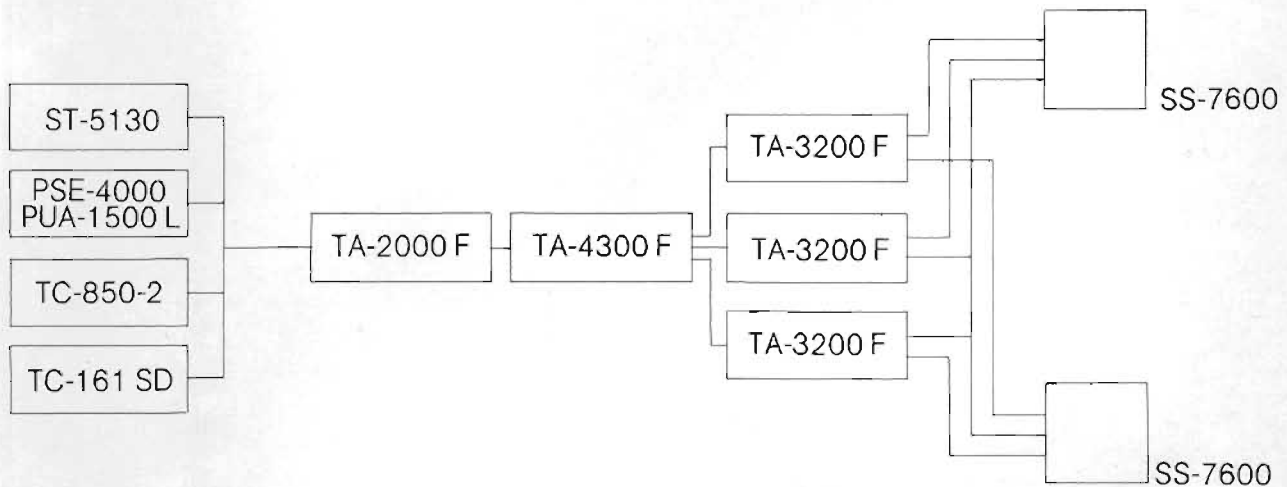 ST-5130
PSE-4000
PUA-1500 L
TC-850-2
TC-161 SD
TA-2000 F
TA-4300 F
TA-3200 F
TA-3200 F
TA-3200 F
SS-7600
SS-7600